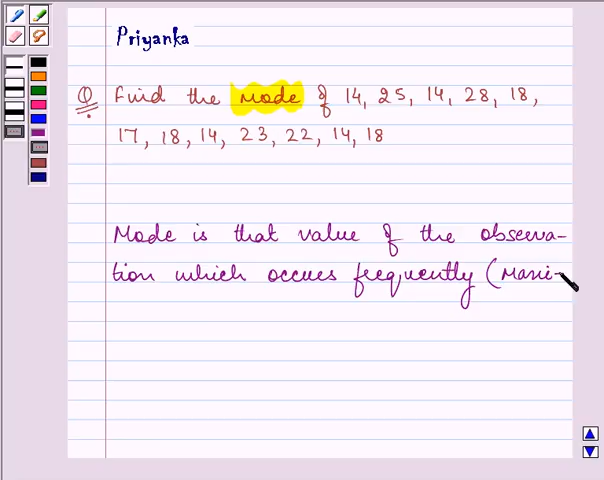 Priyanka
Q Find the mode of 14, 25, 14, 28, 18,
17, 18, 14, 23, 22, 14, 18
Mode is that value of the observa-
tion which occurs frequently (Maxi-